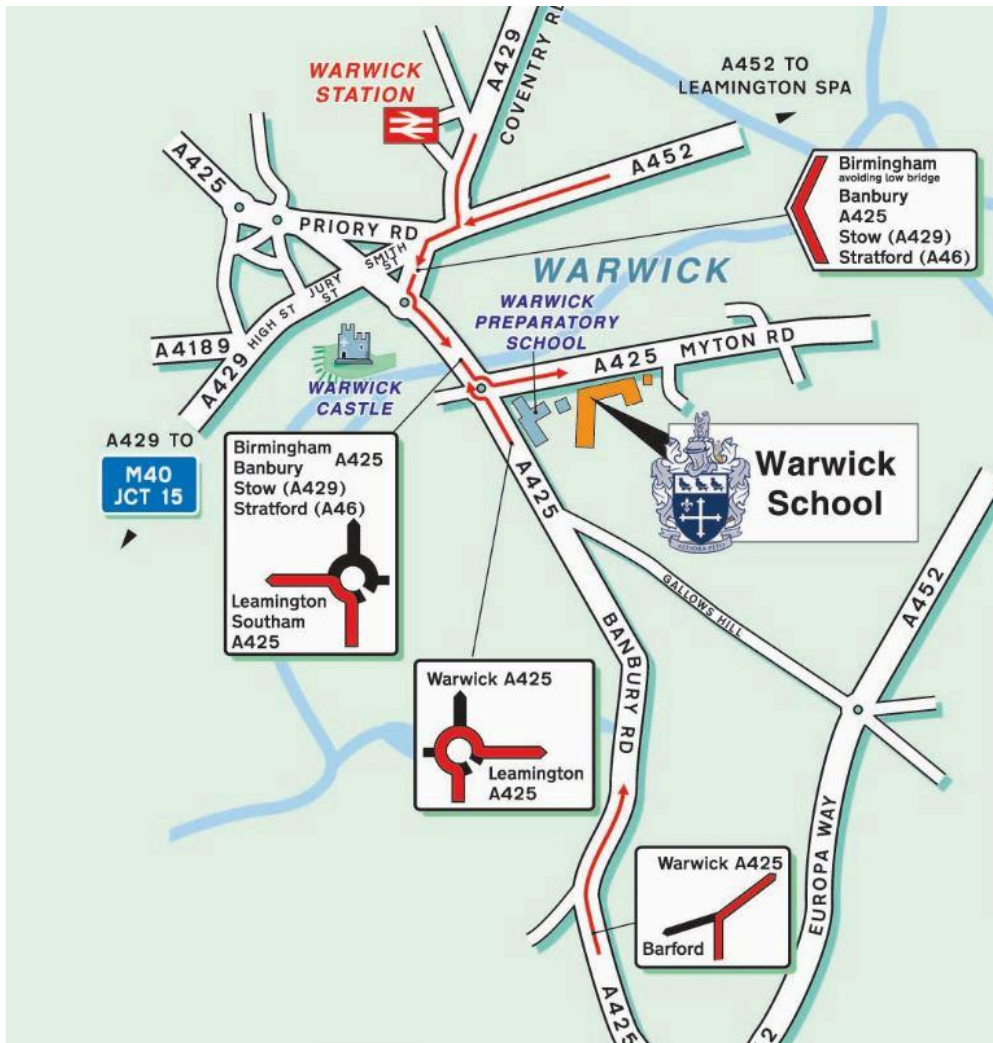 A429
COVENTRY RD
WARWICK
STATION
A452 TO
LEAMINGTON SPA
A425
A452
Birmingham
avoiding low bridge
Banbury
A425
Stow (A429)
Stratford (A46)
PRIORY RD
SMITH
ST
JURY
ST
HIGH ST
WARWICK
WARWICK
PREPARATORY
SCHOOL
A425 MYTON RD
A4189
A429
WARWICK
CASTLE
A429 TO
M40
JCT 15
Birmingham
Banbury A425
Stow (A429)
Stratford (A46)
Leamington
Southam
A425
Warwick
School
ALTIORA PETO
A425
GALLOWS HILL
A452
BANBURY RD
Warwick A425
Leamington
A425
EUROPA WAY
Warwick A425
Barford
A425
2